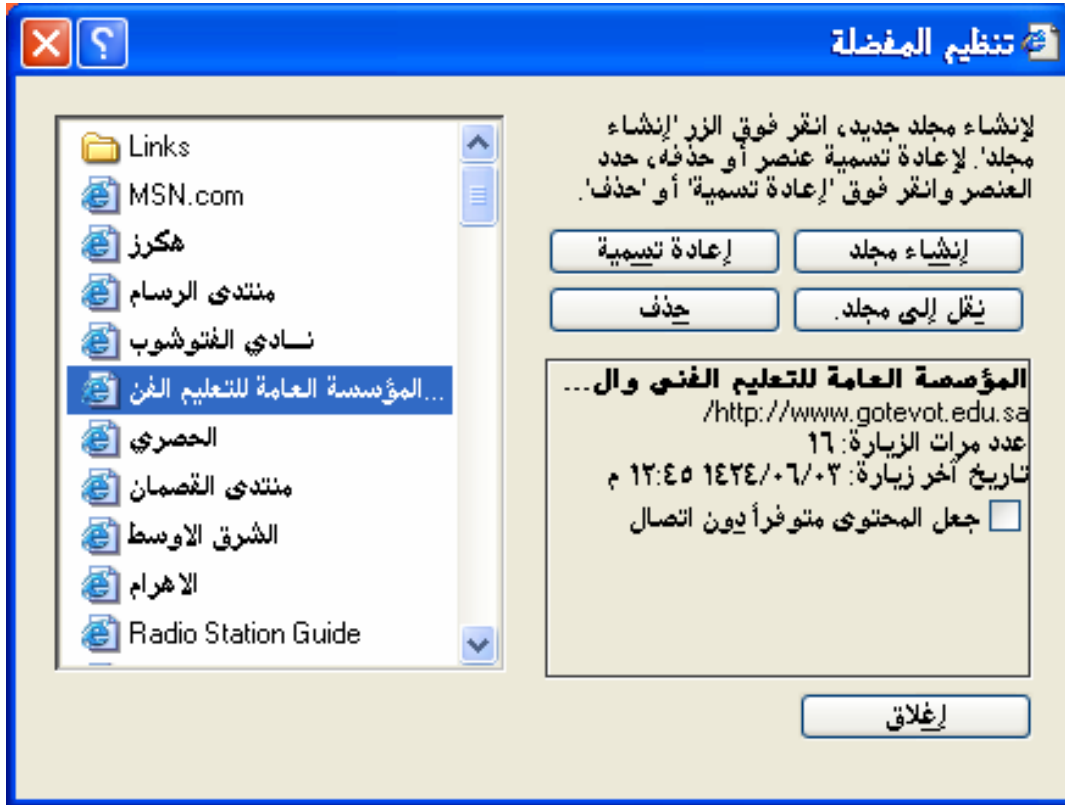 تنظيم المفضلة
لإنشاء مجلد جديد، انقر فوق الزر 'إنشاء
مجلد'. لإعادة تسمية عنصر أو حذفه، حدد
العنصر وانقر فوق 'إعادة تسمية' أو 'حذف'.
إنشاء مجلد
إعادة تسمية
نقل إلى مجلد.
حذف
المؤسسة العامة للتعليم الفني وال...
http://www.gotevot.edu.sa/
عدد مرات الزيارة: ١٦
تاريخ آخر زيارة: ١٤٢٤/٠٦/٠٣ ١٢:٤٥ م
جعل المحتوى متوفراً دون اتصال
إغلاق
Links
MSN.com
هكرز
منتدى الرسام
نــادي الفتوشوب
المؤسسة العامة للتعليم الفن...
الحصري
منتدى القصمان
الشرق الاوسط
الاهرام
Radio Station Guide